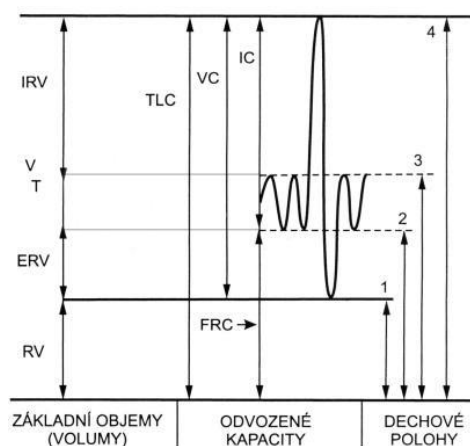 IRV
V
T
ERV
RV
TLC
VC
IC
FRC
1
2
3
4
ZÁKLADNÍ OBJEMY
(VOLUMY)
ODVOZENÉ
KAPACITY
DECHOVÉ
POLOHY